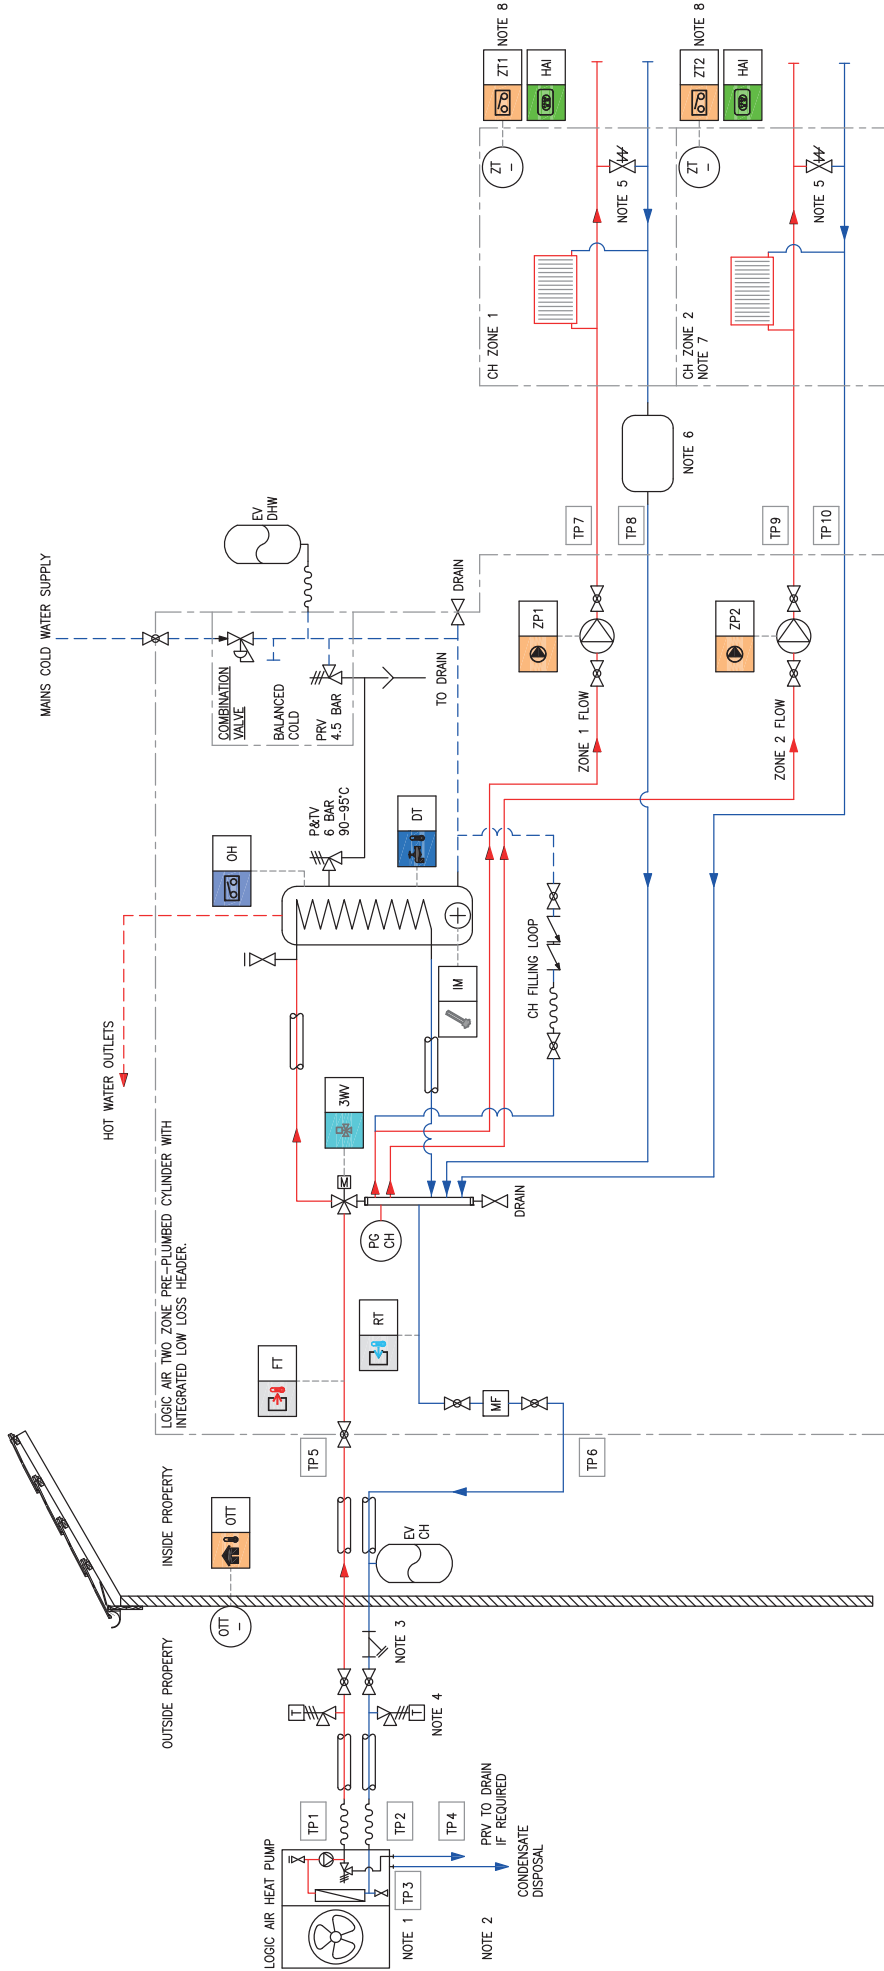 LOGIC AIR HEAT PUMP
NOTE 1
NOTE 2
TP3
CONDENSATE
DISPOSAL
TP1
TP2
TP4
PRV TO DRAIN
IF REQUIRED
T
T
NOTE 4
NOTE 3
OUTSIDE PROPERTY
INSIDE PROPERTY
OTT
–
OTT
EV
CH
TP5
TP6
LOGIC AIR TWO ZONE PRE-PLUMBED CYLINDER WITH
INTEGRATED LOW LOSS HEADER.
FT
RT
MF
PG
CH
M
3WV
DRAIN
HOT WATER OUTLETS
IM
CH FILLING LOOP
OH
P&TV
6 BAR
90–95°C
DT
MAINS COLD WATER SUPPLY
COMBINATION
VALVE
BALANCED
COLD
PRV
4.5 BAR
TO DRAIN
DRAIN
EV
DHW
ZONE 1 FLOW
ZONE 2 FLOW
ZP1
ZP2
TP7
TP8
TP9
TP10
NOTE 6
CH ZONE 1
CH ZONE 2
NOTE 7
NOTE 5
NOTE 5
ZT
–
ZT
–
ZT1
HAI
NOTE 8
ZT2
HAI
NOTE 8